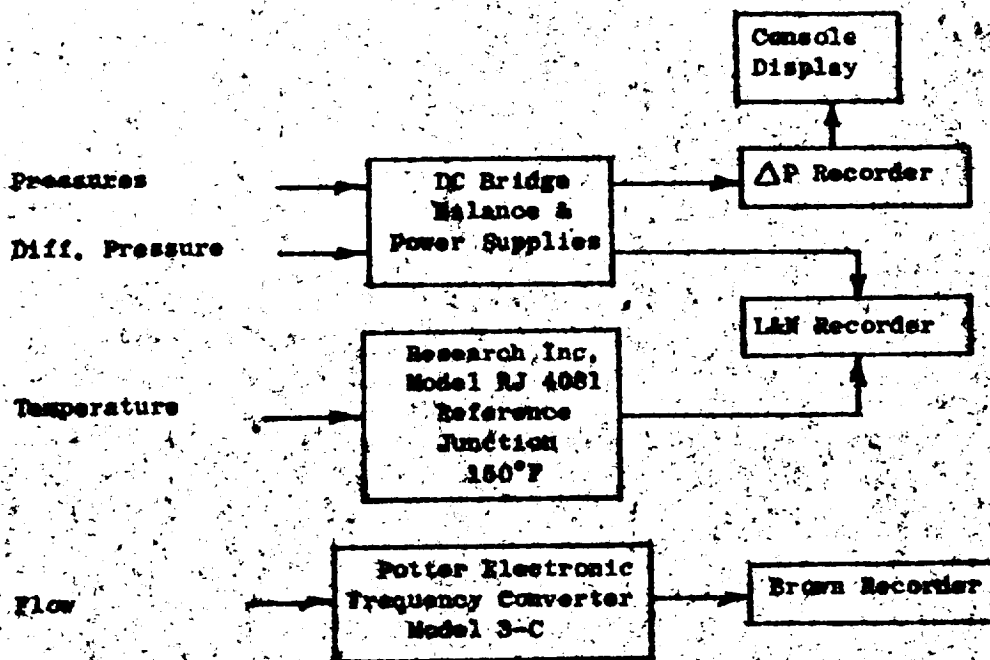 Console
Display
Pressures
DC Bridge
Balance &
Power Supplies
ΔP Recorder
Diff. Pressure
L&N Recorder
Research Inc.
Model RJ 4081
Reference
Junction
150°F
Temperature
Potter Electronic
Frequency Converter
Model 3-C
Flow
Brown Recorder